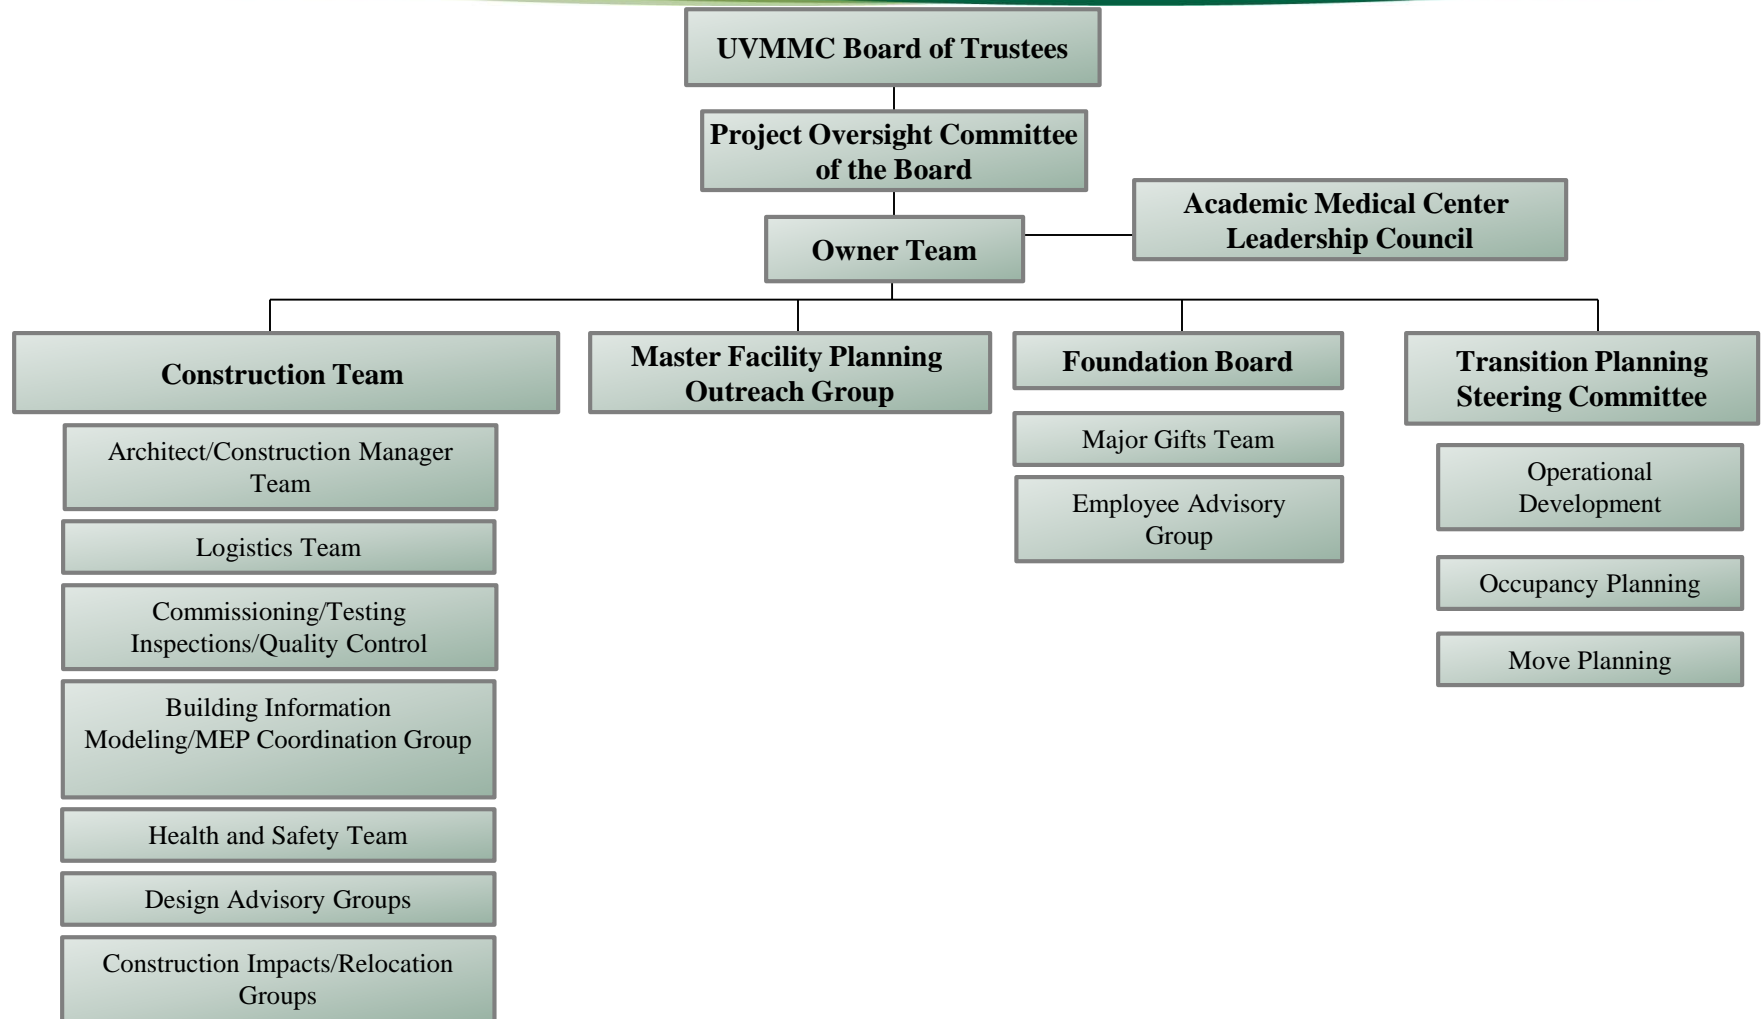 UVMMC Board of Trustees
Project Oversight Committee
of the Board
Academic Medical Center
Leadership Council
Owner Team
Construction Team
Architect/Construction Manager
Team
Logistics Team
Commissioning/Testing
Inspections/Quality Control
Building Information
Modeling/MEP Coordination Group
Health and Safety Team
Design Advisory Groups
Construction Impacts/Relocation
Groups
Master Facility Planning
Outreach Group
Foundation Board
Major Gifts Team
Employee Advisory
Group
Transition Planning
Steering Committee
Operational
Development
Occupancy Planning
Move Planning